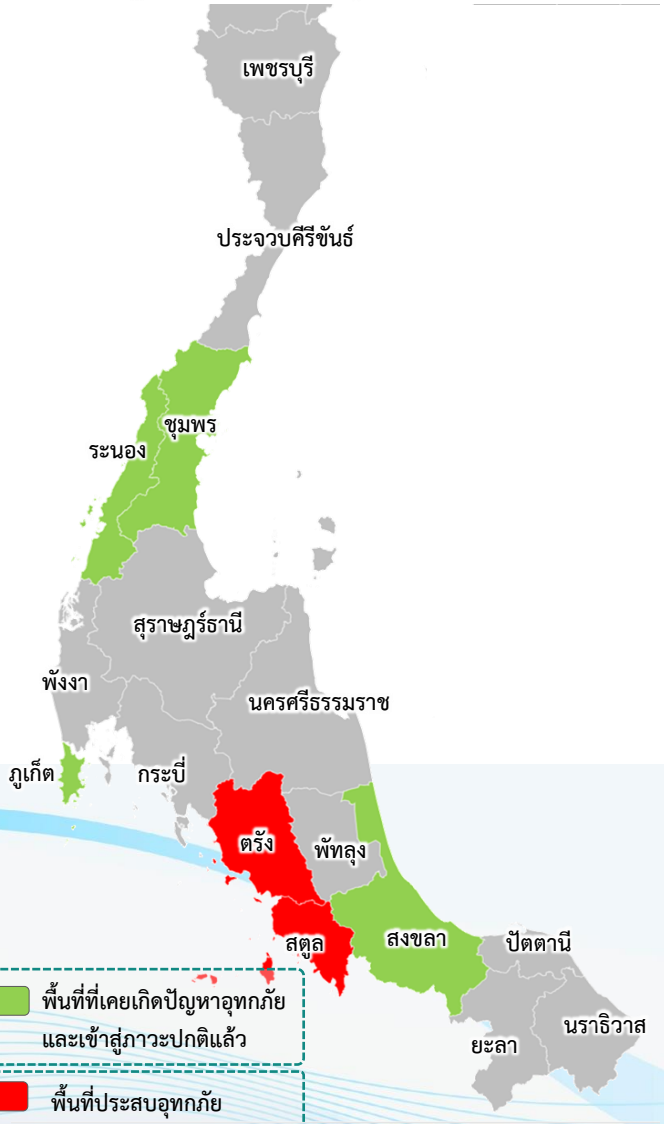 เพชรบุรี
ประจวบคีรีขันธ์
ชุมพร
ระนอง
สุราษฎร์ธานี
พังงา
นครศรีธรรมราช
ภูเก็ต
กระบี่
ตรัง
พัทลุง
สตูล
สงขลา
ปัตตานี
นราธิวาส
ยะลา
พื้นที่ที่เคยเกิดปัญหาอุทกภัย
และเข้าสู่ภาวะปกติแล้ว
พื้นที่ประสบอุทกภัย